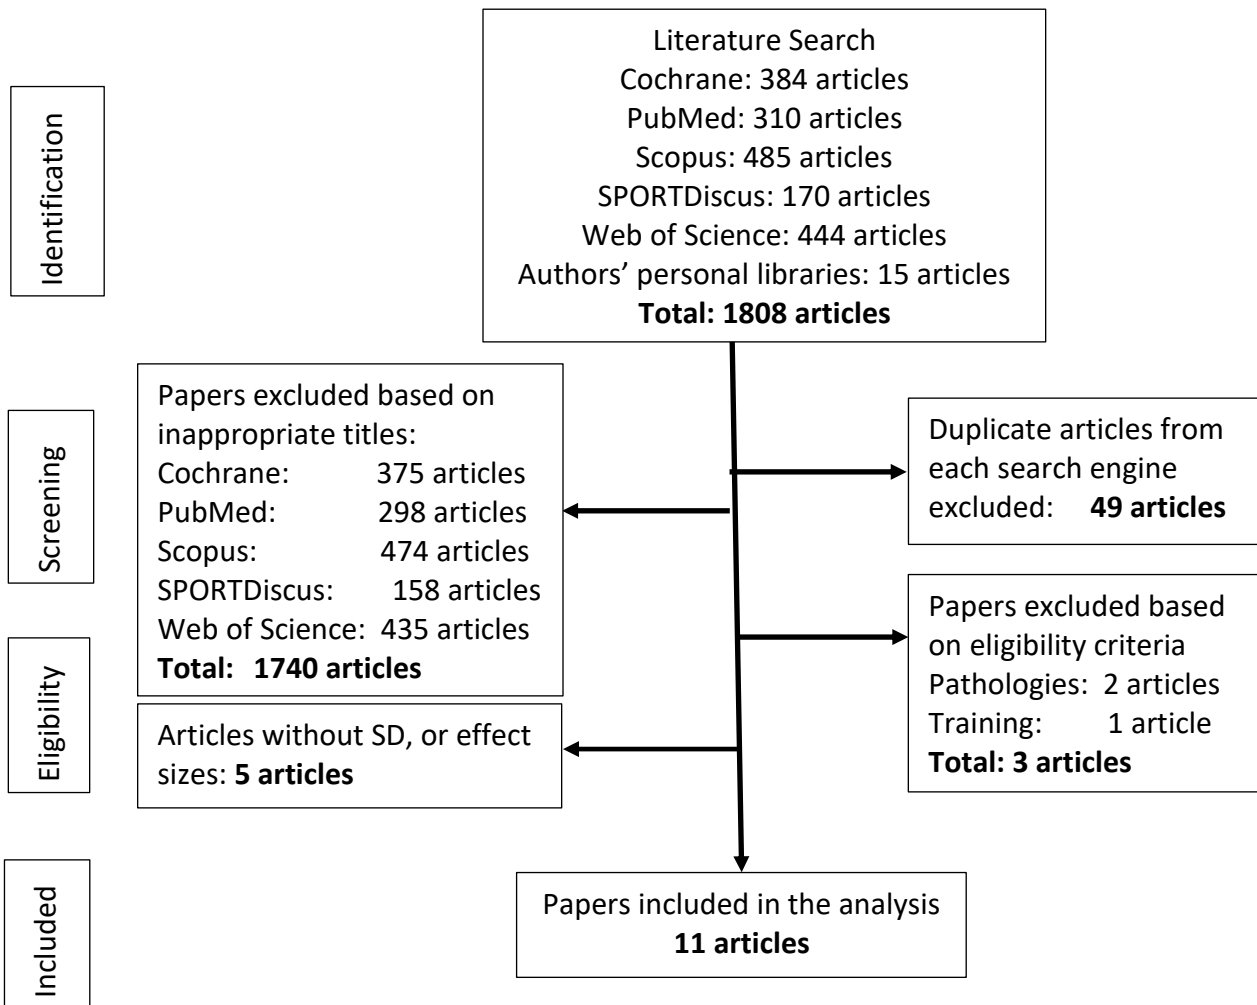 Identification
Literature Search
Cochrane: 384 articles
PubMed: 310 articles
Scopus: 485 articles
SPORTDiscus: 170 articles
Web of Science: 444 articles
Authors’ personal libraries: 15 articles
Total: 1808 articles
Screening
Papers excluded based on
inappropriate titles:
Cochrane: 375 articles
PubMed: 298 articles
Scopus: 474 articles
SPORTDiscus: 158 articles
Web of Science: 435 articles
Total: 1740 articles
Duplicate articles from
each search engine
excluded: 49 articles
Eligibility
Articles without SD, or effect
sizes: 5 articles
Papers excluded based
on eligibility criteria
Pathologies: 2 articles
Training: 1 article
Total: 3 articles
Included
Papers included in the analysis
11 articles